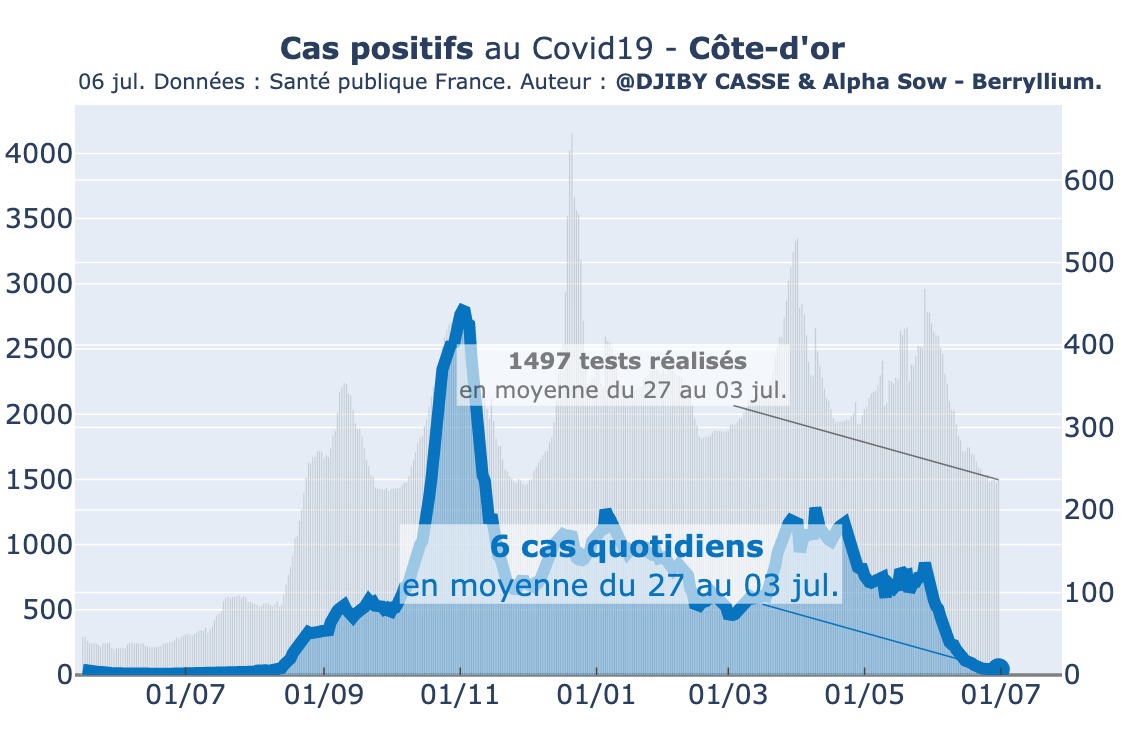 Cas positifs au Covid19 - Côte-d'or
06 jul. Données : Santé publique France. Auteur : @DJIBY CASSE & Alpha Sow - Berryllium.
4000
3500
3000
2500
2000
1500
1000
500
0
600
500
400
300
200
100
0
1497 tests réalisés
en moyenne du 27 au 03 jul.
6 cas quotidiens
en moyenne du 27 au 03 jul.
01/07 01/09 01/11 01/01 01/03 01/05 01/07